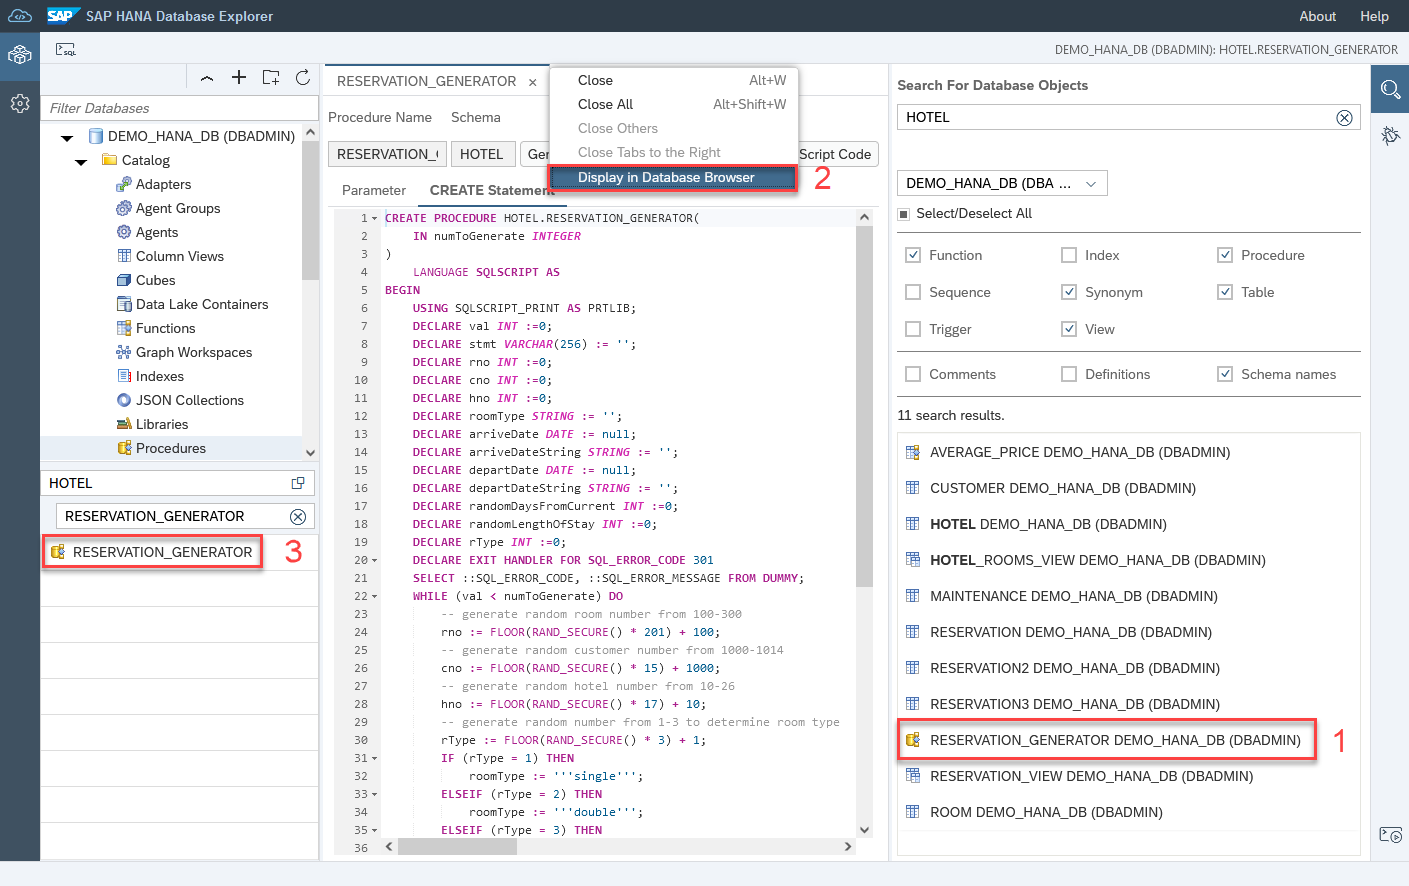 SAP SAP HANA Database Explorer
About Help
SQL
DEMO_HANA_DB (DBADMIN): HOTEL.RESERVATION_GENERATOR
Filter Databases
DEMO_HANA_DB (DBADMIN)
Catalog
Adapters
Agent Groups
Agents
Column Views
Cubes
Data Lake Containers
Functions
Graph Workspaces
Indexes
JSON Collections
Libraries
Procedures
HOTEL
RESERVATION_GENERATOR
RESERVATION_GENERATOR 3
RESERVATION_GENERATOR ×
Close Alt+W
Close All Alt+Shift+W
Close Others
Close Tabs to the Right
Display in Database Browser 2
Procedure Name Schema
RESERVATION_ HOTEL Gen Script Code
Parameter CREATE Statement
1 CREATE PROCEDURE HOTEL.RESERVATION_GENERATOR(
2 IN numToGenerate INTEGER
3 )
4 LANGUAGE SQLSCRIPT AS
5 BEGIN
6 USING SQLSCRIPT_PRINT AS PRTLIB;
7 DECLARE val INT :=0;
8 DECLARE stmt VARCHAR(256) := '';
9 DECLARE rno INT :=0;
10 DECLARE cno INT :=0;
11 DECLARE hno INT :=0;
12 DECLARE roomType STRING := '';
13 DECLARE arriveDate DATE := null;
14 DECLARE arriveDateString STRING := '';
15 DECLARE departDate DATE := null;
16 DECLARE departDateString STRING := '';
17 DECLARE randomDaysFromCurrent INT :=0;
18 DECLARE randomLengthOfStay INT :=0;
19 DECLARE rType INT :=0;
20 DECLARE EXIT HANDLER FOR SQL_ERROR_CODE 301
21 SELECT ::SQL_ERROR_CODE, ::SQL_ERROR_MESSAGE FROM DUMMY;
22 WHILE (val < numToGenerate) DO
23 -- generate random room number from 100-300
24 rno := FLOOR(RAND_SECURE() * 201) + 100;
25 -- generate random customer number from 1000-1014
26 cno := FLOOR(RAND_SECURE() * 15) + 1000;
27 -- generate random hotel number from 10-26
28 hno := FLOOR(RAND_SECURE() * 17) + 10;
29 -- generate random number from 1-3 to determine room type
30 rType := FLOOR(RAND_SECURE() * 3) + 1;
31 IF (rType = 1) THEN
32 roomType := '''single''';
33 ELSEIF (rType = 2) THEN
34 roomType := '''double''';
35 ELSEIF (rType = 3) THEN
36
Search For Database Objects
HOTEL
DEMO_HANA_DB (DBA ...
Select/Deselect All
Function Index Procedure
Sequence Synonym Table
Trigger View
Comments Definitions Schema names
11 search results.
AVERAGE_PRICE DEMO_HANA_DB (DBADMIN)
CUSTOMER DEMO_HANA_DB (DBADMIN)
HOTEL DEMO_HANA_DB (DBADMIN)
HOTEL_ROOMS_VIEW DEMO_HANA_DB (DBADMIN)
MAINTENANCE DEMO_HANA_DB (DBADMIN)
RESERVATION DEMO_HANA_DB (DBADMIN)
RESERVATION2 DEMO_HANA_DB (DBADMIN)
RESERVATION3 DEMO_HANA_DB (DBADMIN)
RESERVATION_GENERATOR DEMO_HANA_DB (DBADMIN) 1
RESERVATION_VIEW DEMO_HANA_DB (DBADMIN)
ROOM DEMO_HANA_DB (DBADMIN)